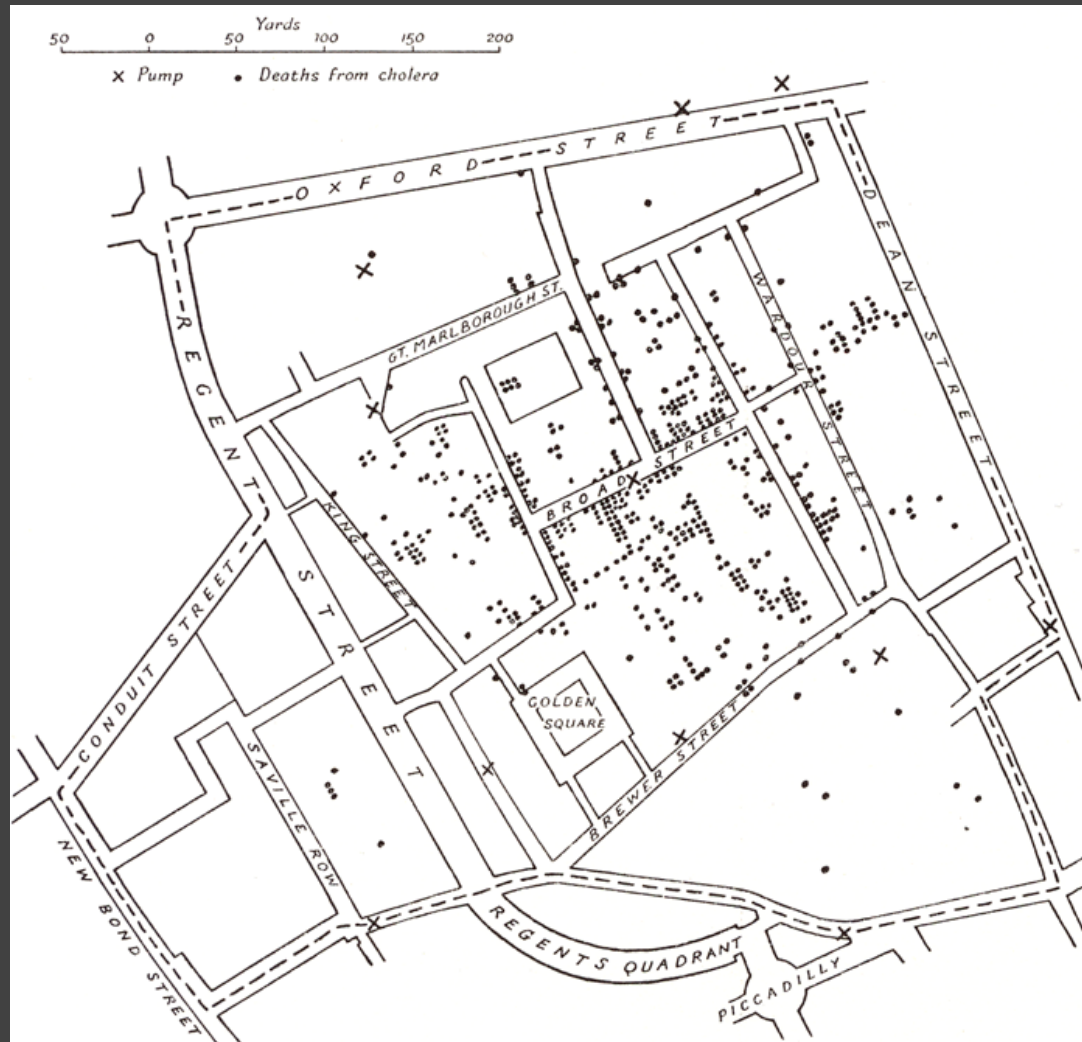 Yards
50 0 50 100 150 200
× Pump • Deaths from cholera
OXFORD STREET
DEAN STREET
REGENT STREET
WARDOUR STREET
GT. MARLBOROUGH ST.
BROAD STREET
KING STREET
CONDUIT STREET
GOLDEN
SQUARE
SAVILLE ROW
BREWER STREET
NEW BOND STREET
REGENTS QUADRANT
PICCADILLY